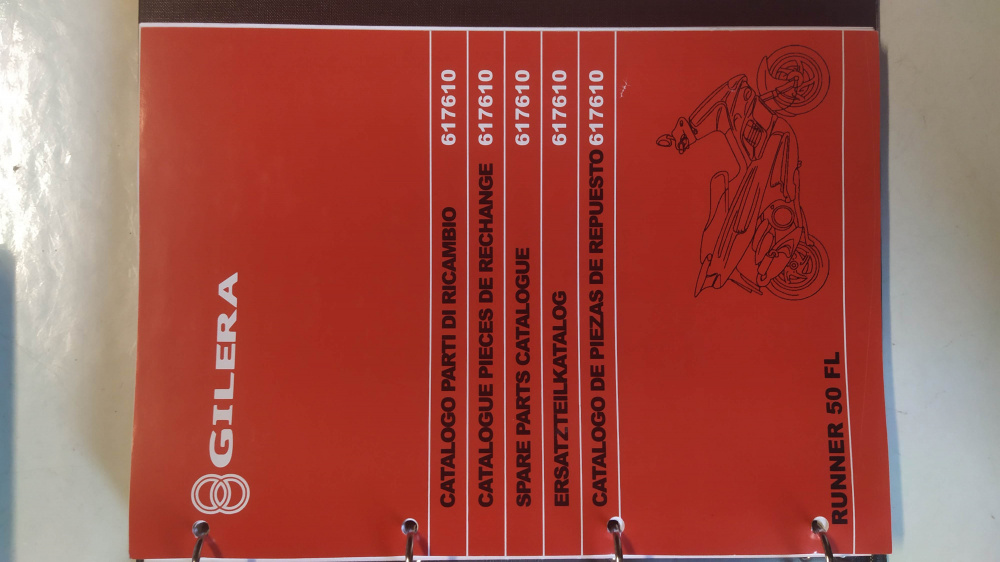 GILERA
CATALOGO PARTI DI RICAMBIO 617610
CATALOGUE PIECES DE RECHANGE 617610
SPARE PARTS CATALOGUE 617610
ERSATZTEILKATALOG 617610
CATALOGO DE PIEZAS DE REPUESTO 617610
RUNNER 50 FL